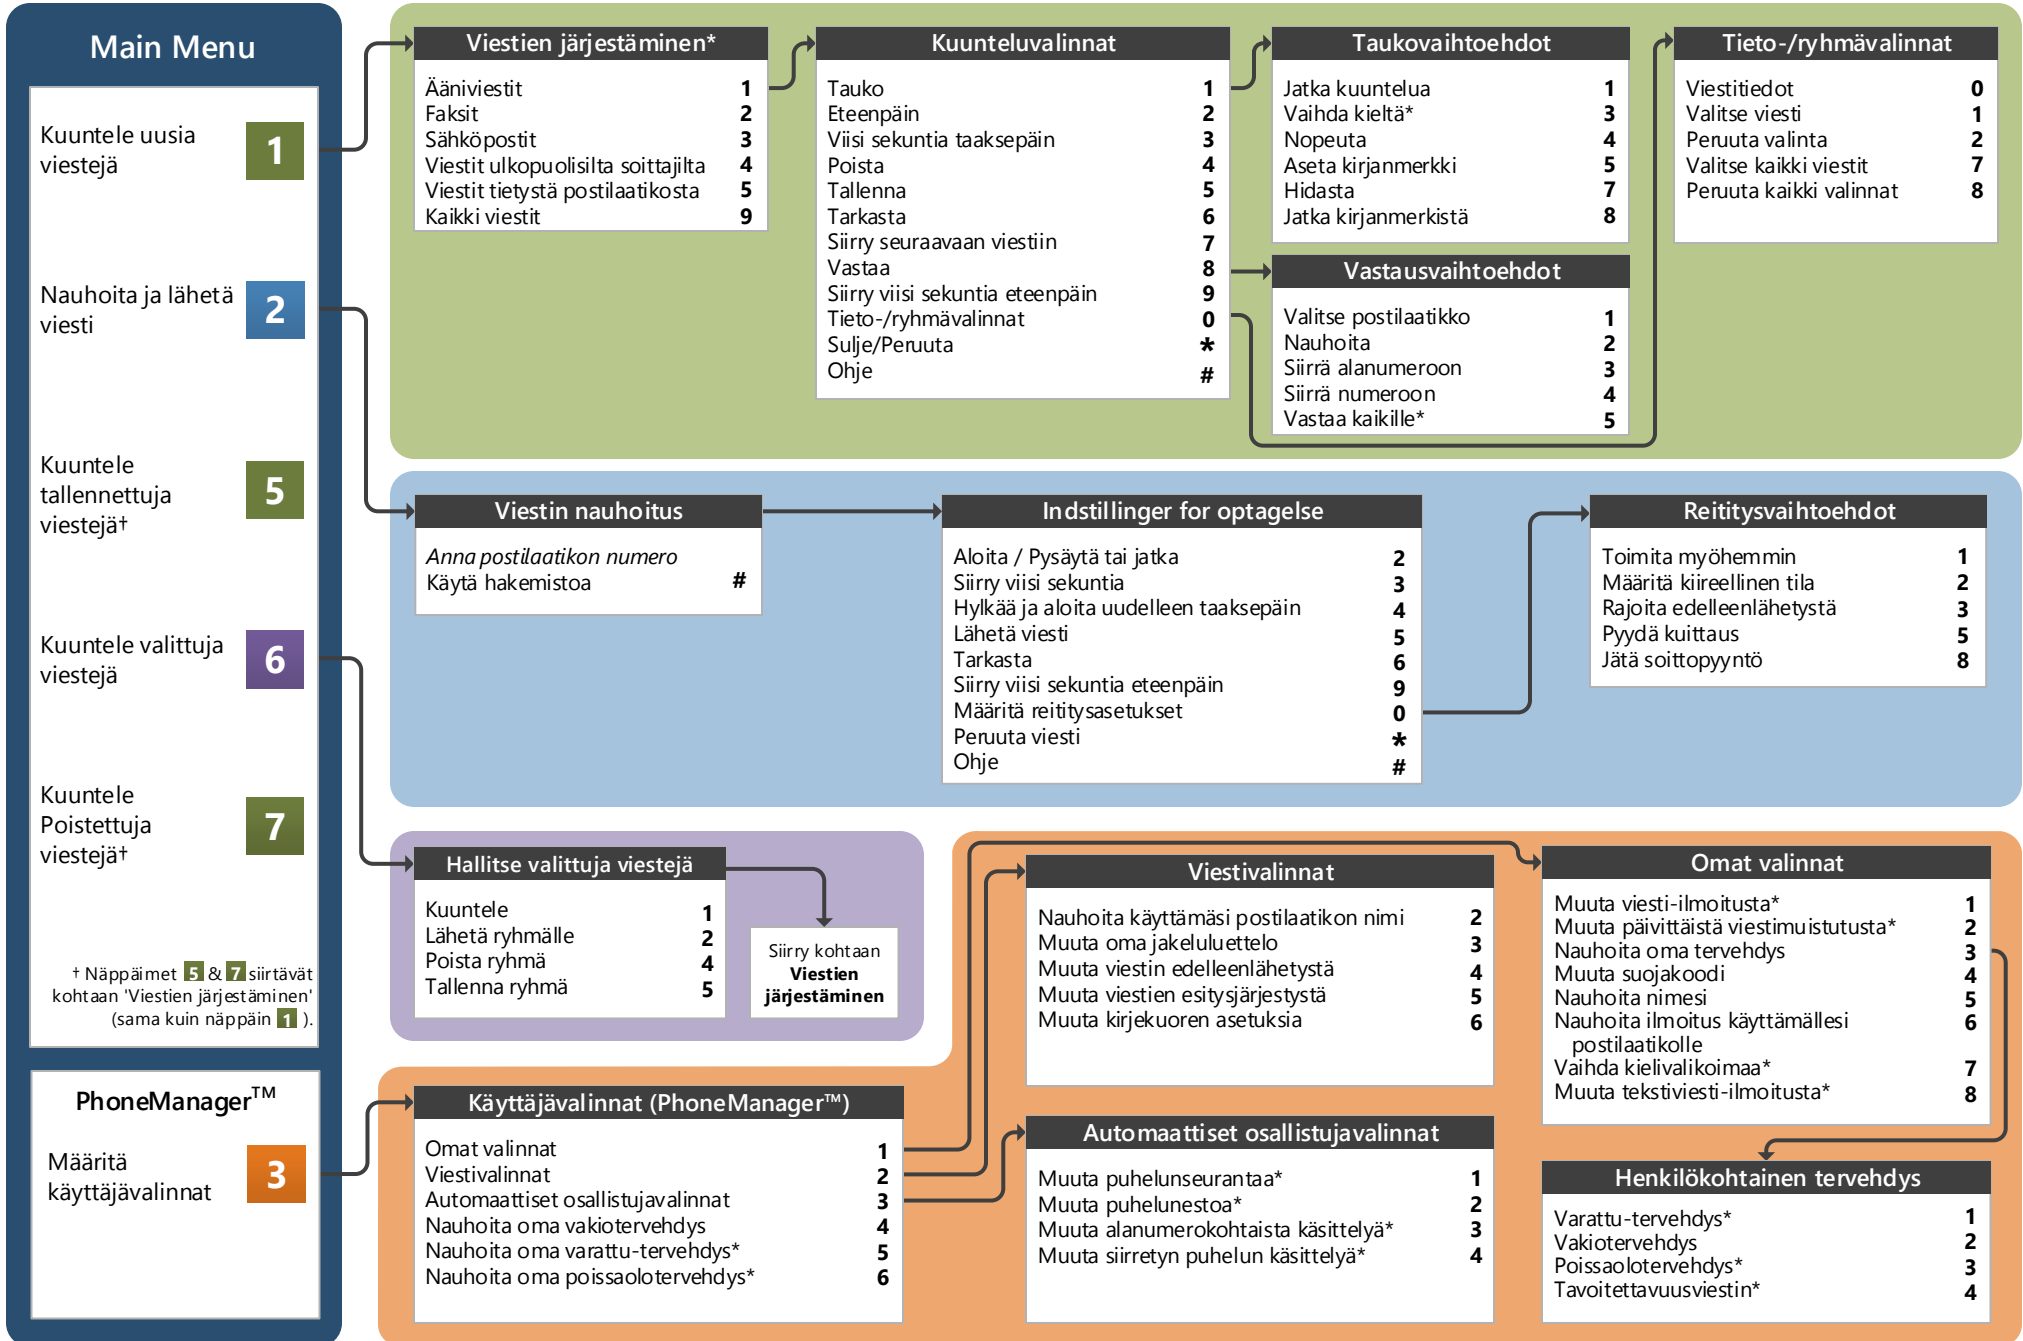 Main Menu
Kuuntele uusia
viestejä
1
Nauhoita ja lähetä
viesti
2
Kuuntele
tallennettuja
viestejä†
5
Kuuntele valittuja
viestejä
6
Kuuntele
Poistettuja
viestejä†
7
† Näppäimet 5 & 7 siirtävät
kohtaan 'Viestien järjestäminen'
(sama kuin näppäin 1 ).
PhoneManager™
Määritä
käyttäjävalinnat
3
Viestien järjestäminen*
Ääniviestit 1
Faksit 2
Sähköpostit 3
Viestit ulkopuolisilta soittajilta 4
Viestit tietystä postilaatikosta 5
Kaikki viestit 9
Kuunteluvalinnat
Tauko 1
Eteenpäin 2
Viisi sekuntia taaksepäin 3
Poista 4
Tallenna 5
Tarkasta 6
Siirry seuraavaan viestiin 7
Vastaa 8
Siirry viisi sekuntia eteenpäin 9
Tieto-/ryhmävalinnat 0
Sulje/Peruuta *
Ohje #
Taukovaihtoehdot
Jatka kuuntelua 1
Vaihda kieltä* 3
Nopeuta 4
Aseta kirjanmerkki 5
Hidasta 7
Jatka kirjanmerkistä 8
Vastausvaihtoehdot
Valitse postilaatikko 1
Nauhoita 2
Siirrä alanumeroon 3
Siirrä numeroon 4
Vastaa kaikille* 5
Tieto-/ryhmävalinnat
Viestitiedot 0
Valitse viesti 1
Peruuta valinta 2
Valitse kaikki viestit 7
Peruuta kaikki valinnat 8
Viestin nauhoitus
Anna postilaatikon numero
Käytä hakemistoa #
Indstillinger for optagelse
Aloita / Pysäytä tai jatka 2
Siirry viisi sekuntia 3
Hylkää ja aloita uudelleen taaksepäin 4
Lähetä viesti 5
Tarkasta 6
Siirry viisi sekuntia eteenpäin 9
Määritä reititysasetukset 0
Peruuta viesti *
Ohje #
Reititysvaihtoehdot
Toimita myöhemmin 1
Määritä kiireellinen tila 2
Rajoita edelleenlähetystä 3
Pyydä kuittaus 5
Jätä soittopyyntö 8
Hallitse valittuja viestejä
Kuuntele 1
Lähetä ryhmälle 2
Poista ryhmä 4
Tallenna ryhmä 5
Siirry kohtaan
Viestien
järjestäminen
Käyttäjävalinnat (PhoneManager™)
Omat valinnat 1
Viestivalinnat 2
Automaattiset osallistujavalinnat 3
Nauhoita oma vakiotervehdys 4
Nauhoita oma varattu-tervehdys* 5
Nauhoita oma poissaolotervehdys* 6
Viestivalinnat
Nauhoita käyttämäsi postilaatikon nimi 2
Muuta oma jakeluluettelo 3
Muuta viestin edelleenlähetystä 4
Muuta viestien esitysjärjestystä 5
Muuta kirjekuoren asetuksia 6
Automaattiset osallistujavalinnat
Muuta puhelunseurantaa* 1
Muuta puhelunestoa* 2
Muuta alanumerokohtaista käsittelyä* 3
Muuta siirretyn puhelun käsittelyä* 4
Omat valinnat
Muuta viesti-ilmoitusta* 1
Muuta päivittäistä viestimuistutusta* 2
Nauhoita oma tervehdys 3
Muuta suojakoodi 4
Nauhoita nimesi 5
Nauhoita ilmoitus käyttämällesi 6
postilaatikolle
Vaihda kielivalikoimaa* 7
Muuta tekstiviesti-ilmoitusta* 8
Henkilökohtainen tervehdys
Varattu-tervehdys* 1
Vakiotervehdys 2
Poissaolotervehdys* 3
Tavoitettavuusviestin* 4